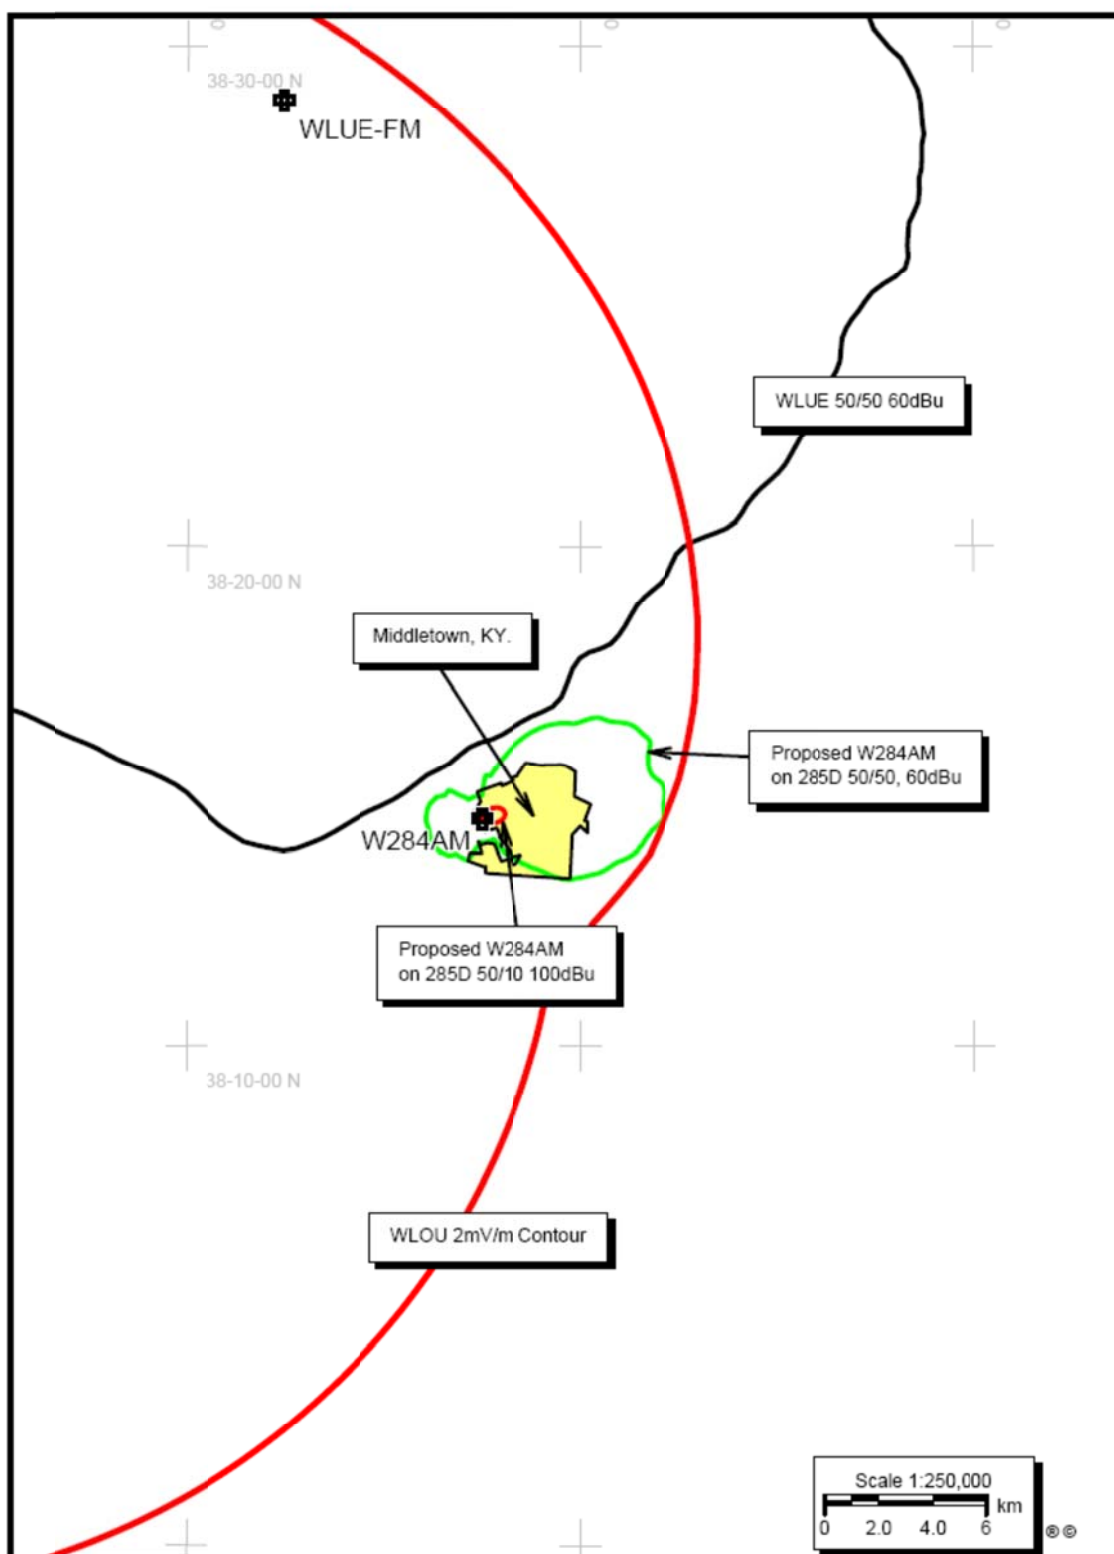 38-30-00 N
WLUE-FM
WLUE 50/50 60dBu
38-20-00 N
Middletown, KY.
Proposed W284AM
on 285D 50/50, 60dBu
W284AM
Proposed W284AM
on 285D 50/10 100dBu
38-10-00 N
WLOU 2mV/m Contour
Scale 1:250,000
km
0 2.0 4.0 6
®©